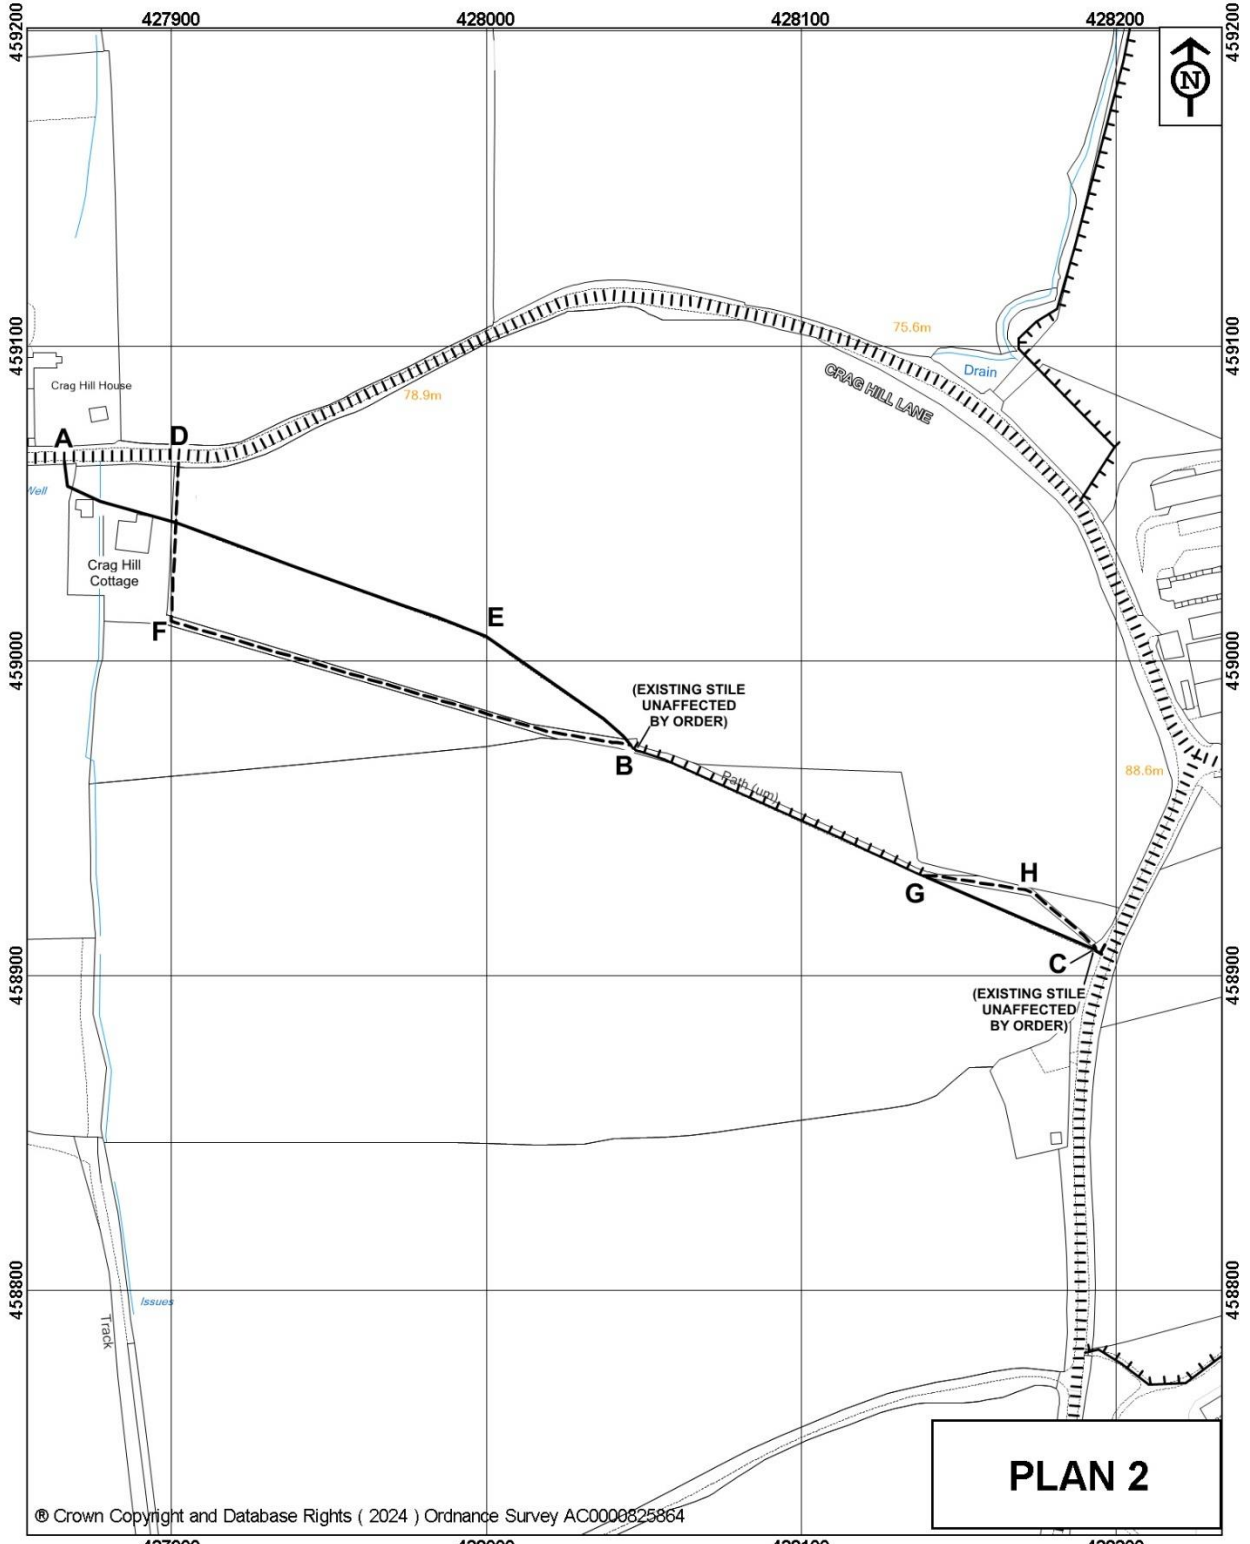 427900 428000 428100 428200
459200 459200
N
459100 459100
75.6m
Drain
CRAG HILL LANE
Crag Hill House
78.9m
A D
Well
Crag Hill
Cottage
E
F
459000 459000
(EXISTING STILE
UNAFFECTED
BY ORDER)
B
Path (um)
88.6m
G H
C
458900 458900
(EXISTING STILE
UNAFFECTED
BY ORDER)
458800 458800
Issues
Track
PLAN 2
® Crown Copyright and Database Rights ( 2024 ) Ordnance Survey AC0000825864